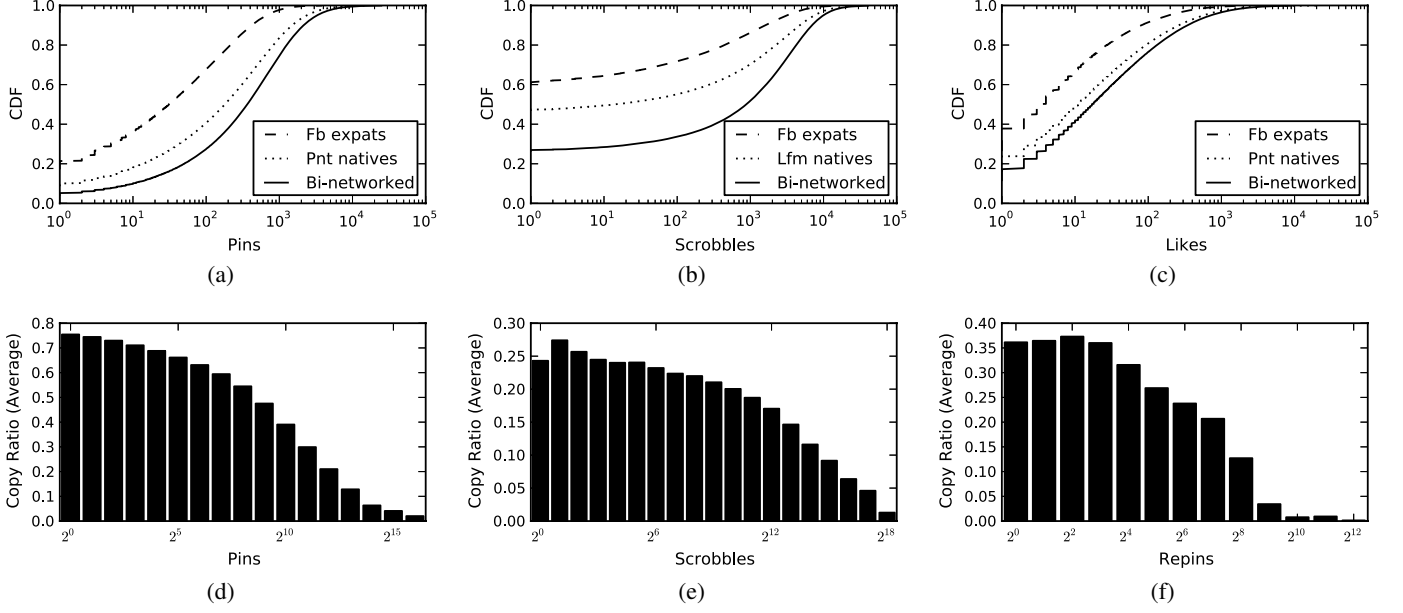 CDF
1.0
0.8
0.6
0.4
0.2
0.0
Fb expats
Pnt natives
Bi-networked
10^0 10^1 10^2 10^3 10^4 10^5
Pins
(a)
CDF
1.0
0.8
0.6
0.4
0.2
0.0
Fb expats
Lfm natives
Bi-networked
10^0 10^1 10^2 10^3 10^4 10^5
Scrobbles
(b)
CDF
1.0
0.8
0.6
0.4
0.2
0.0
Fb expats
Pnt natives
Bi-networked
10^0 10^1 10^2 10^3 10^4 10^5
Likes
(c)
Copy Ratio (Average)
0.8
0.7
0.6
0.5
0.4
0.3
0.2
0.1
0.0
2^0 2^5 2^10 2^15
Pins
(d)
Copy Ratio (Average)
0.30
0.25
0.20
0.15
0.10
0.05
0.00
2^0 2^6 2^12 2^18
Scrobbles
(e)
Copy Ratio (Average)
0.40
0.35
0.30
0.25
0.20
0.15
0.10
0.05
0.00
2^0 2^2 2^4 2^6 2^8 2^10 2^12
Repins
(f)